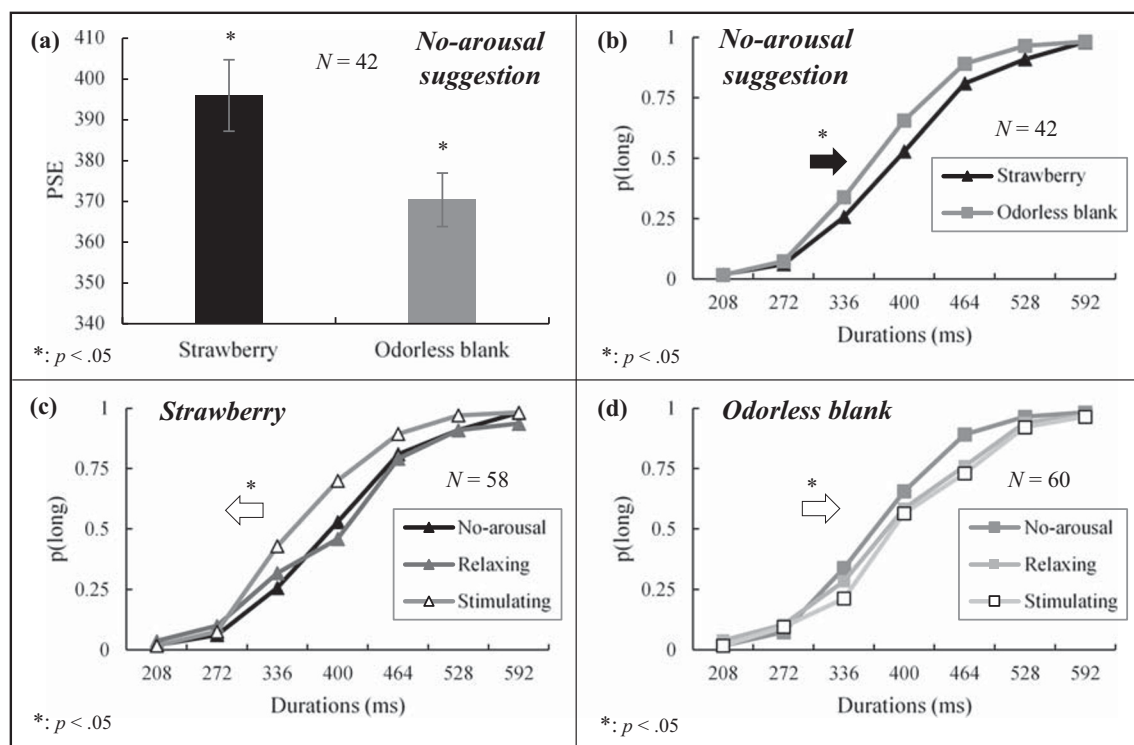 (a)
No-arousal
suggestion
N = 42
*
*
PSE
410
400
390
380
370
360
350
340
Strawberry Odorless blank
*: p < .05
(b)
No-arousal
suggestion
N = 42
*
p(long)
1
0.75
0.5
0.25
0
Strawberry
Odorless blank
208 272 336 400 464 528 592
Durations (ms)
*: p < .05
(c)
Strawberry
N = 58
*
p(long)
1
0.75
0.5
0.25
0
No-arousal
Relaxing
Stimulating
208 272 336 400 464 528 592
Durations (ms)
*: p < .05
(d)
Odorless blank
N = 60
*
p(long)
1
0.75
0.5
0.25
0
No-arousal
Relaxing
Stimulating
208 272 336 400 464 528 592
Durations (ms)
*: p < .05